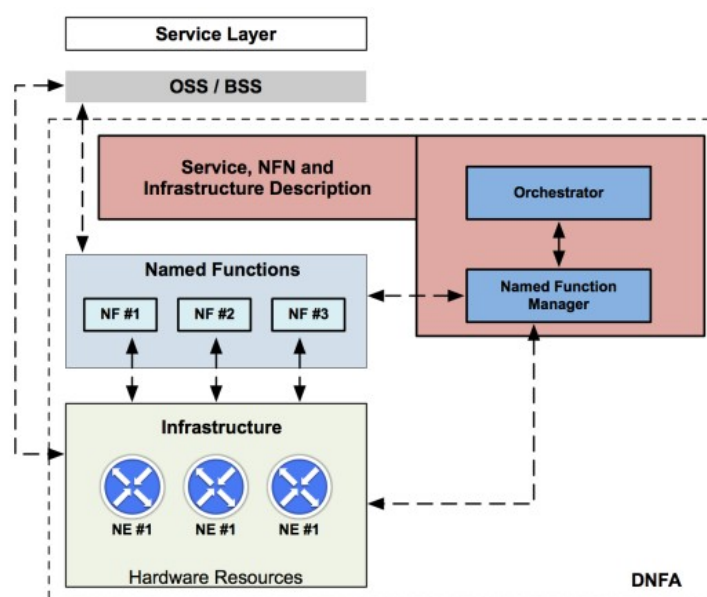 Service Layer
OSS / BSS
Service, NFN and
Infrastructure Description
Orchestrator
Named Functions
Named Function
Manager
NF #1
NF #2
NF #3
Infrastructure
NE #1
NE #1
NE #1
Hardware Resources
DNFA